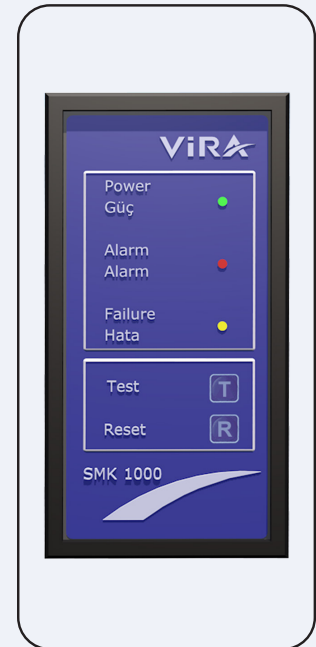 ViRA
Power
Güç
Alarm
Alarm
Failure
Hata
Test T
Reset R
SMK 1000